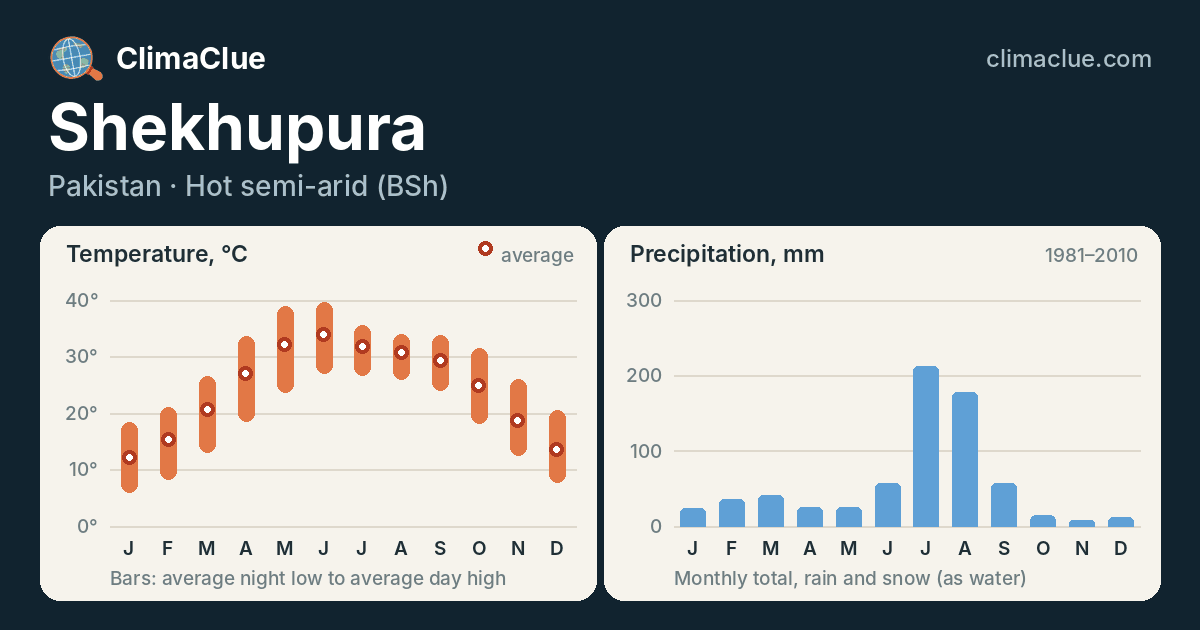 ClimaClue
climaclue.com
Shekhupura
Pakistan · Hot semi-arid (BSh)
Temperature, °C
average
40°
30°
20°
10°
0°
J F M A M J J A S O N D
Bars: average night low to average day high
Precipitation, mm
1981–2010
300
200
100
0
J F M A M J J A S O N D
Monthly total, rain and snow (as water)